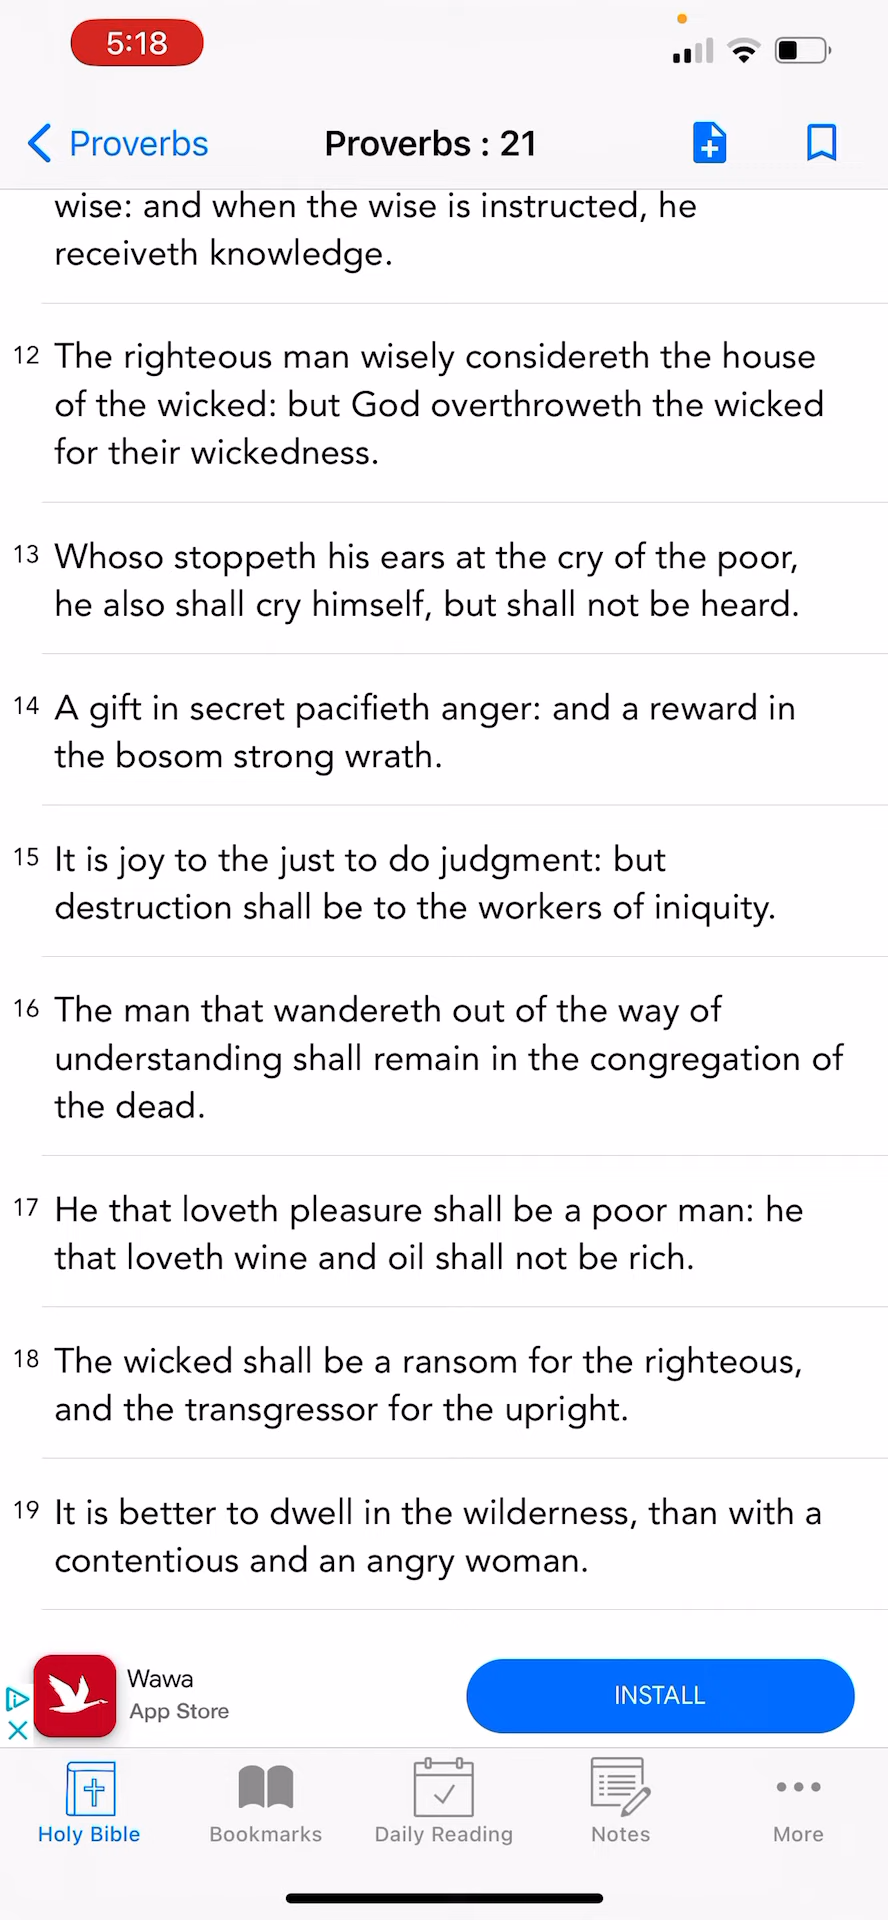 5:18
Proverbs
Proverbs : 21
wise: and when the wise is instructed, he
receiveth knowledge.
12 The righteous man wisely considereth the house
of the wicked: but God overthroweth the wicked
for their wickedness.
13 Whoso stoppeth his ears at the cry of the poor,
he also shall cry himself, but shall not be heard.
14 A gift in secret pacifieth anger: and a reward in
the bosom strong wrath.
15 It is joy to the just to do judgment: but
destruction shall be to the workers of iniquity.
16 The man that wandereth out of the way of
understanding shall remain in the congregation of
the dead.
17 He that loveth pleasure shall be a poor man: he
that loveth wine and oil shall not be rich.
18 The wicked shall be a ransom for the righteous,
and the transgressor for the upright.
19 It is better to dwell in the wilderness, than with a
contentious and an angry woman.
Wawa
App Store
INSTALL
Holy Bible
Bookmarks
Daily Reading
Notes
More